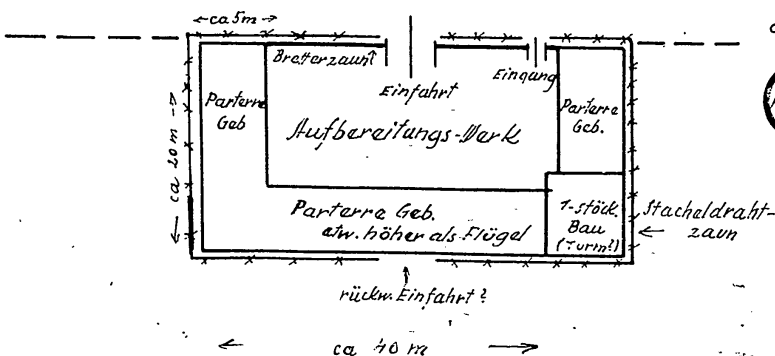 ca 5m
Bretterzaun
Einfahrt
Eingang
Parterre
Geb
Aufbereitungs-Werk
Parterre
Geb.
ca 20 m
Parterre Geb.
etw. höher als Flügel
1-stöck.
Bau
(Turm?)
Stacheldraht-
zaun
rückw. Einfahrt?
ca 40 m